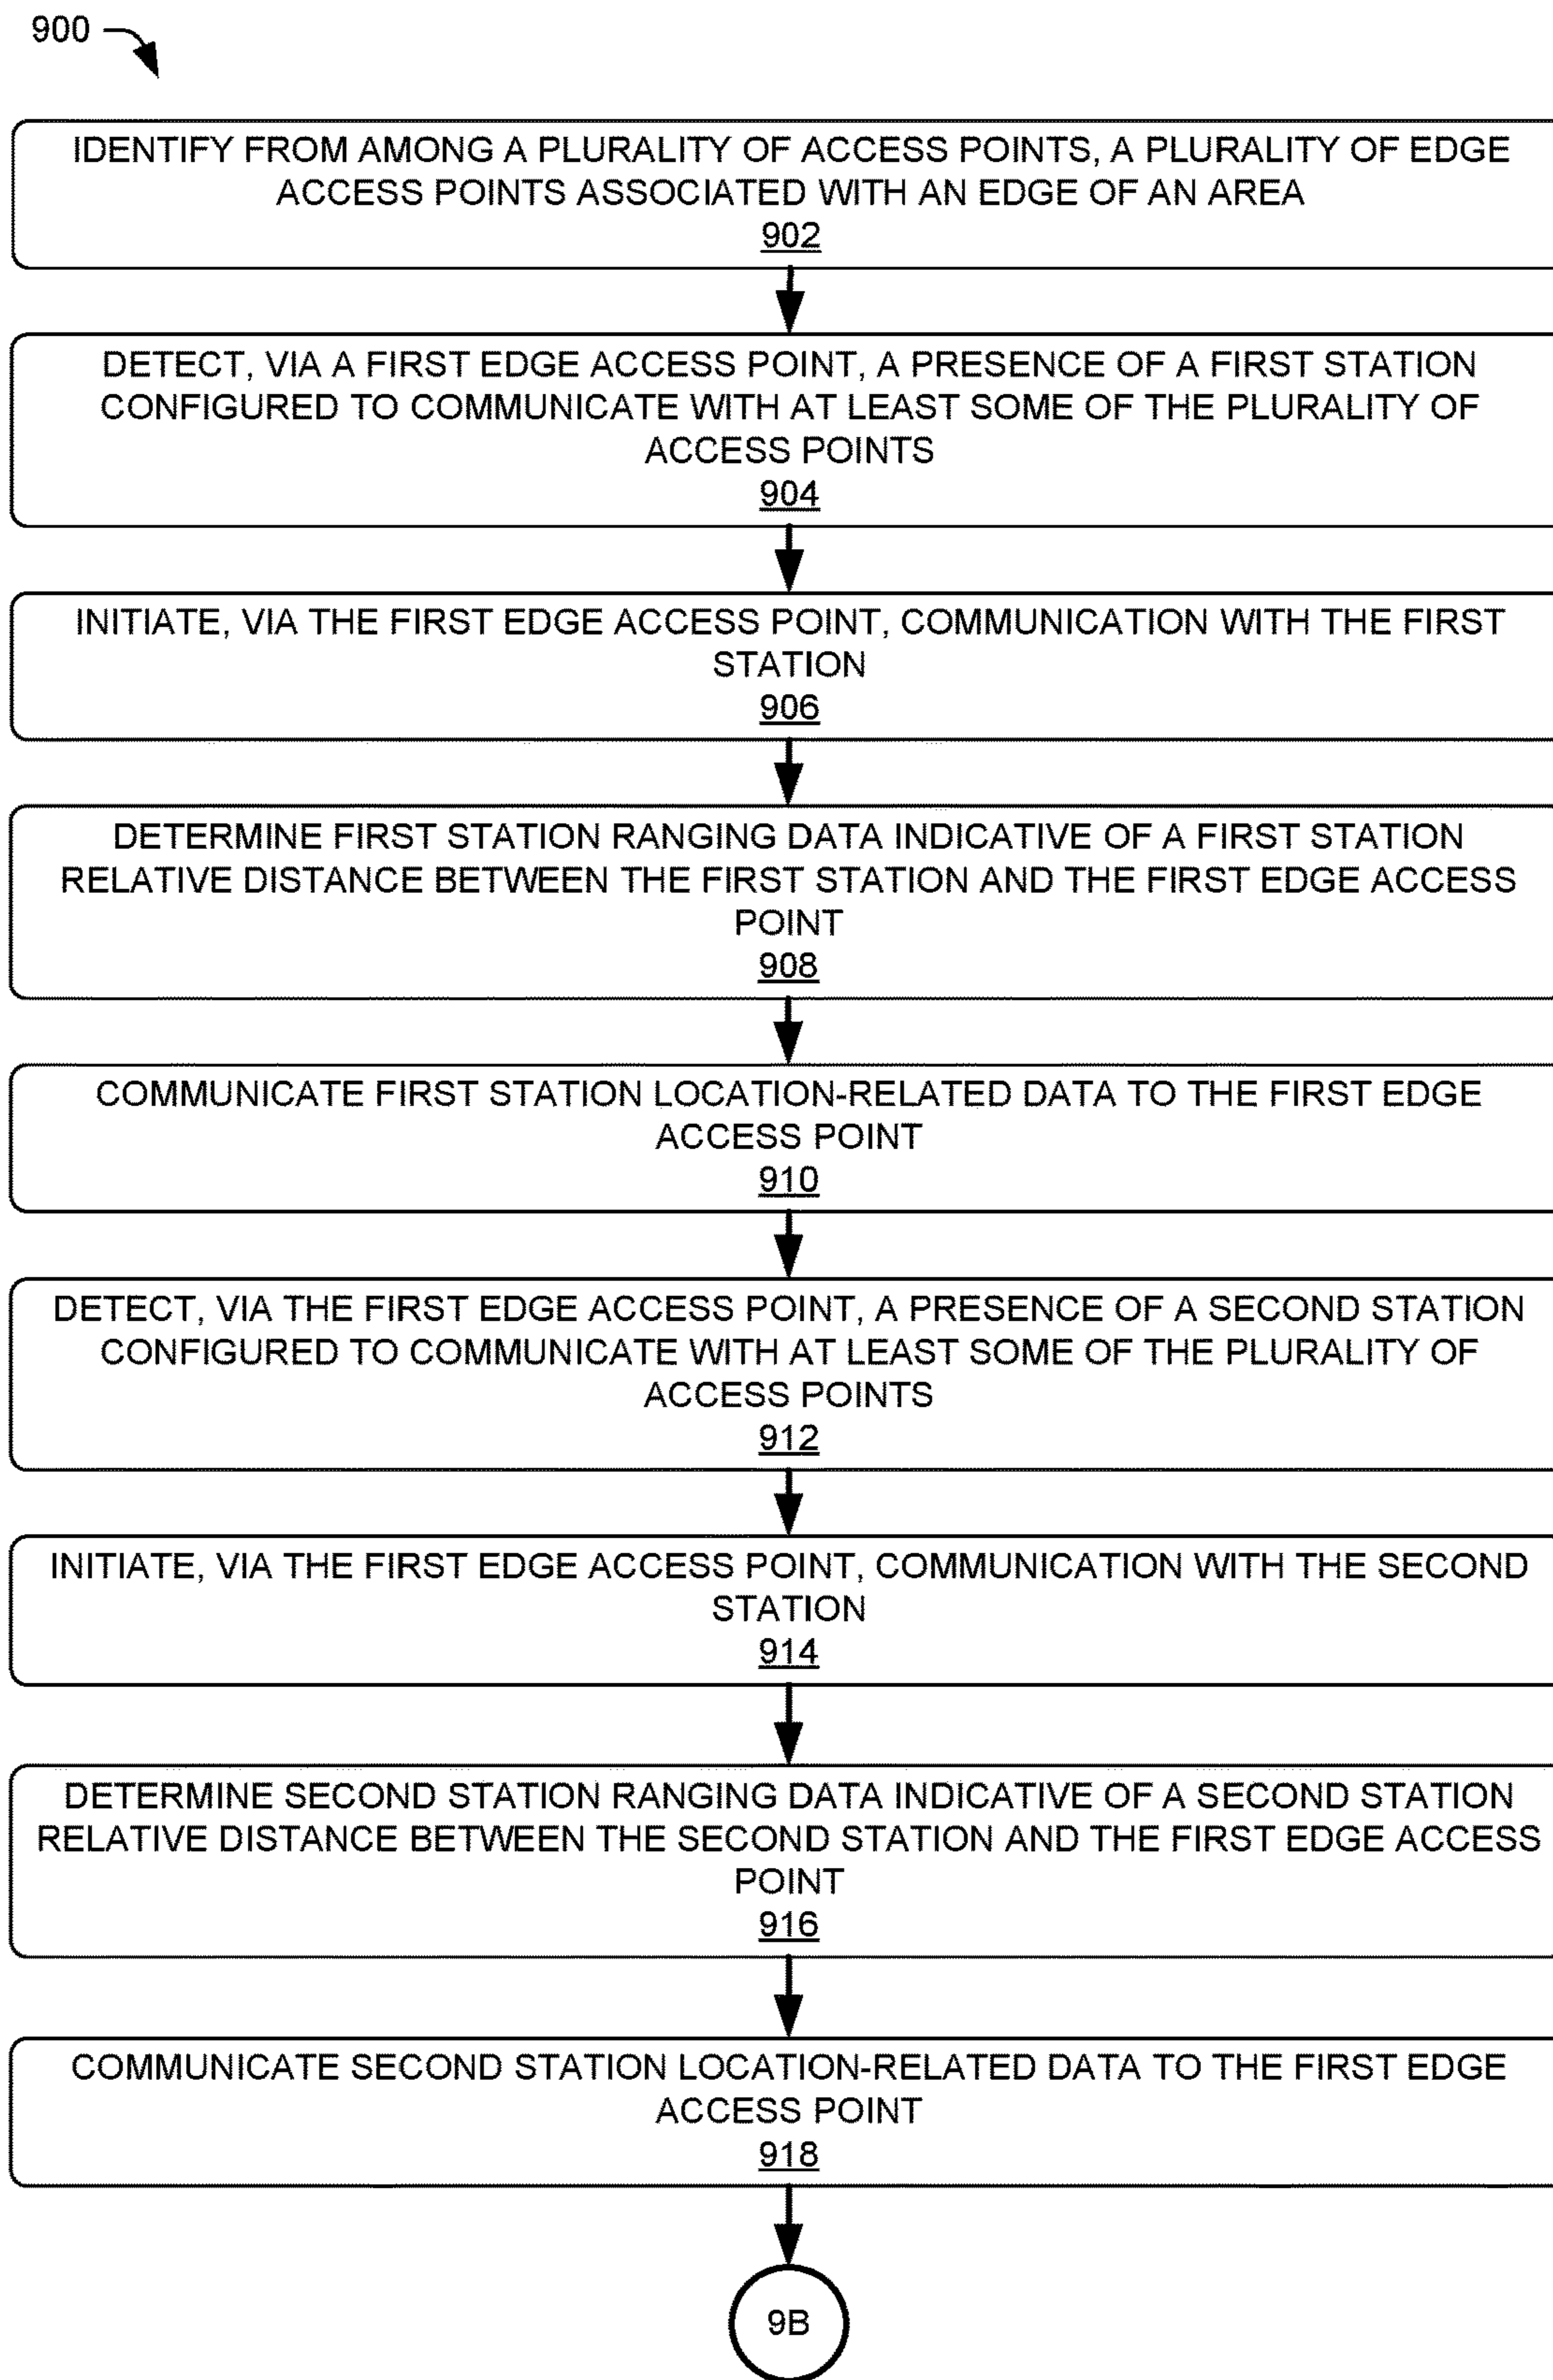 900
IDENTIFY FROM AMONG A PLURALITY OF ACCESS POINTS, A PLURALITY OF EDGE
ACCESS POINTS ASSOCIATED WITH AN EDGE OF AN AREA
902
DETECT, VIA A FIRST EDGE ACCESS POINT, A PRESENCE OF A FIRST STATION
CONFIGURED TO COMMUNICATE WITH AT LEAST SOME OF THE PLURALITY OF
ACCESS POINTS
904
INITIATE, VIA THE FIRST EDGE ACCESS POINT, COMMUNICATION WITH THE FIRST
STATION
906
DETERMINE FIRST STATION RANGING DATA INDICATIVE OF A FIRST STATION
RELATIVE DISTANCE BETWEEN THE FIRST STATION AND THE FIRST EDGE ACCESS
POINT
908
COMMUNICATE FIRST STATION LOCATION-RELATED DATA TO THE FIRST EDGE
ACCESS POINT
910
DETECT, VIA THE FIRST EDGE ACCESS POINT, A PRESENCE OF A SECOND STATION
CONFIGURED TO COMMUNICATE WITH AT LEAST SOME OF THE PLURALITY OF
ACCESS POINTS
912
INITIATE, VIA THE FIRST EDGE ACCESS POINT, COMMUNICATION WITH THE SECOND
STATION
914
DETERMINE SECOND STATION RANGING DATA INDICATIVE OF A SECOND STATION
RELATIVE DISTANCE BETWEEN THE SECOND STATION AND THE FIRST EDGE ACCESS
POINT
916
COMMUNICATE SECOND STATION LOCATION-RELATED DATA TO THE FIRST EDGE
ACCESS POINT
918
9B